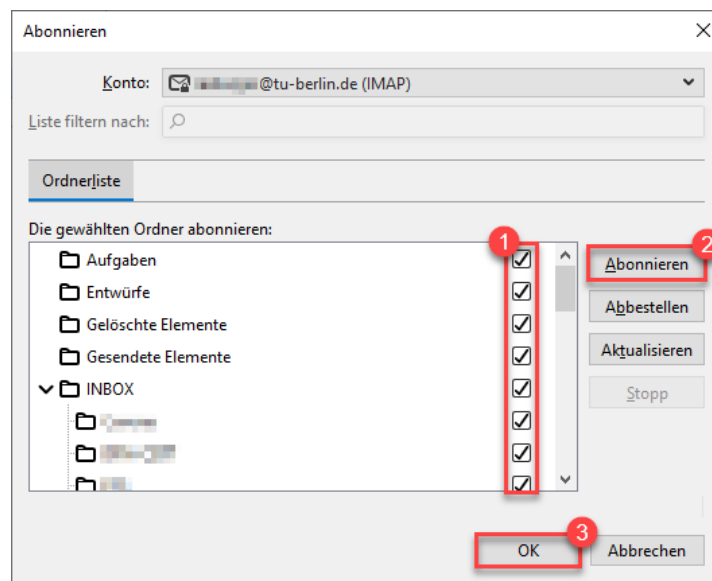 Abonnieren
Konto: @tu-berlin.de (IMAP)
Liste filtern nach:
Ordnerliste
Die gewählten Ordner abonnieren:
1
2
Aufgaben
Abonnieren
Entwürfe
Abbestellen
Gelöschte Elemente
Gesendete Elemente
Aktualisieren
INBOX
Stopp
3
OK
Abbrechen